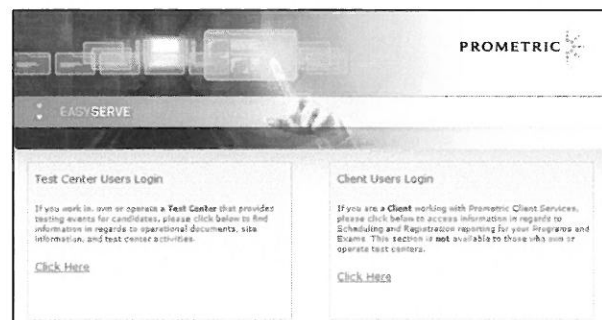 PROMETRIC
EASYSERVE
Test Center Users Login
If you work in, own or operate a Test Center that provides
testing events for candidates, please click below to find
information in regards to operational documents, site
information, and test center activities.
Click Here
Client Users Login
If you are a Client working with Prometric Client Services,
please click below to access information in regards to
Scheduling and Registration reporting for your Programs and
Exams. This section is not available to those who own or
operate test centers.
Click Here